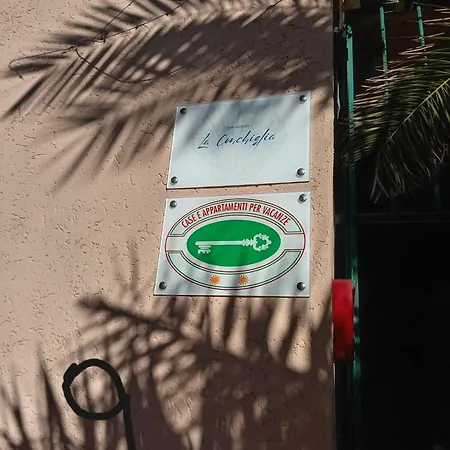 La Conchiglia
CASE E APPARTAMENTI PER VACANZE